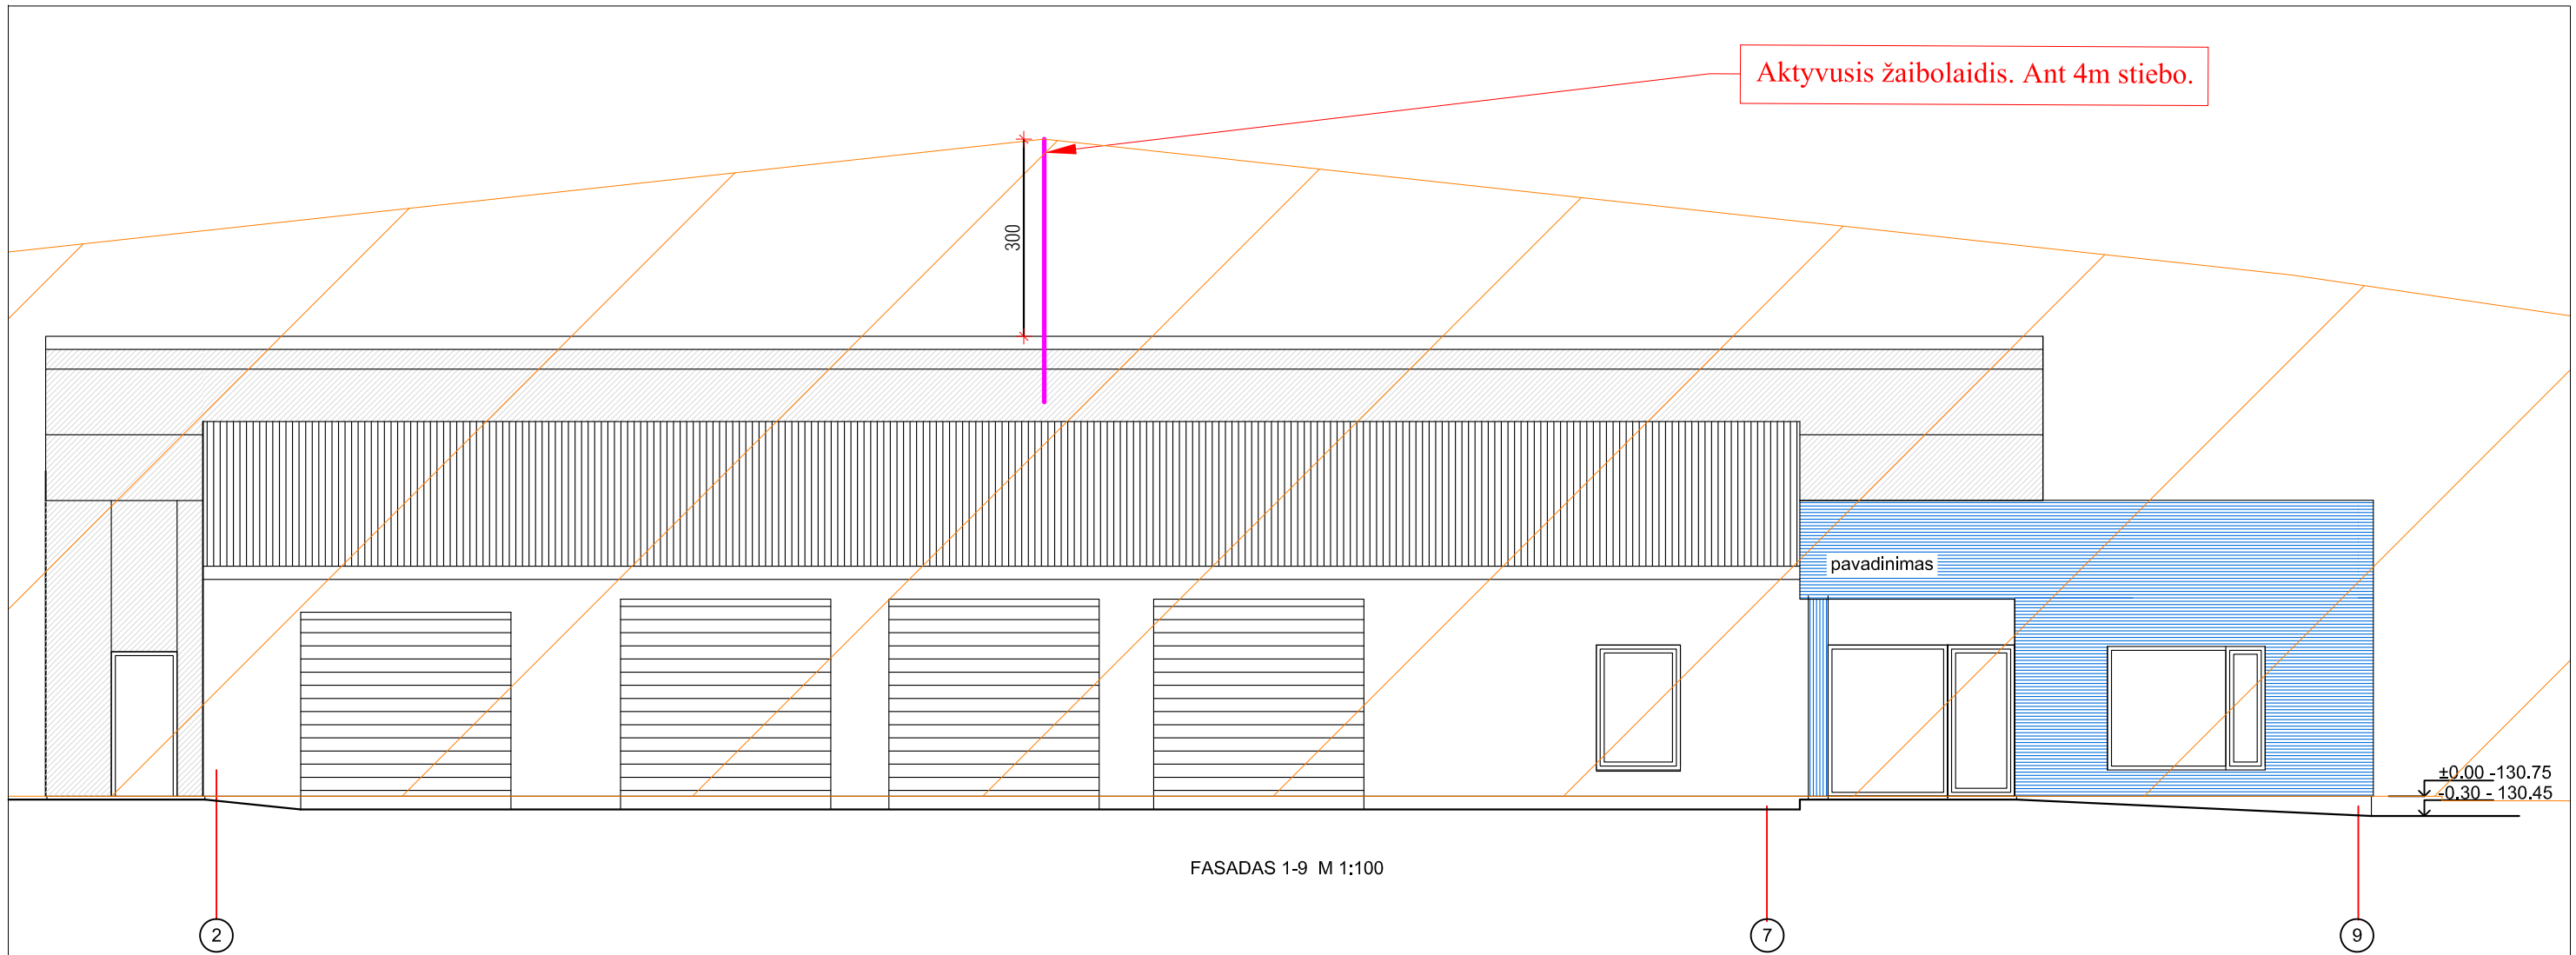 Aktyvusis žaibolaidis. Ant 4m stiebo.
300
pavadinimas
±0.00 -130.75
-0.30 - 130.45
FASADAS 1-9 M 1:100
2
7
9